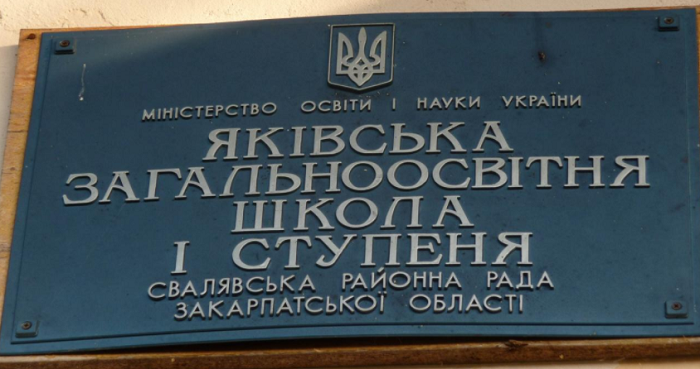 МІНІСТЕРСТВО ОСВІТИ І НАУКИ УКРАЇНИ
ЯКІВСЬКА
ЗАГАЛЬНООСВІТНЯ
ШКОЛА
І СТУПЕНЯ
СВАЛЯВСЬКА РАЙОННА РАДА
ЗАКАРПАТСЬКОЇ ОБЛАСТІ